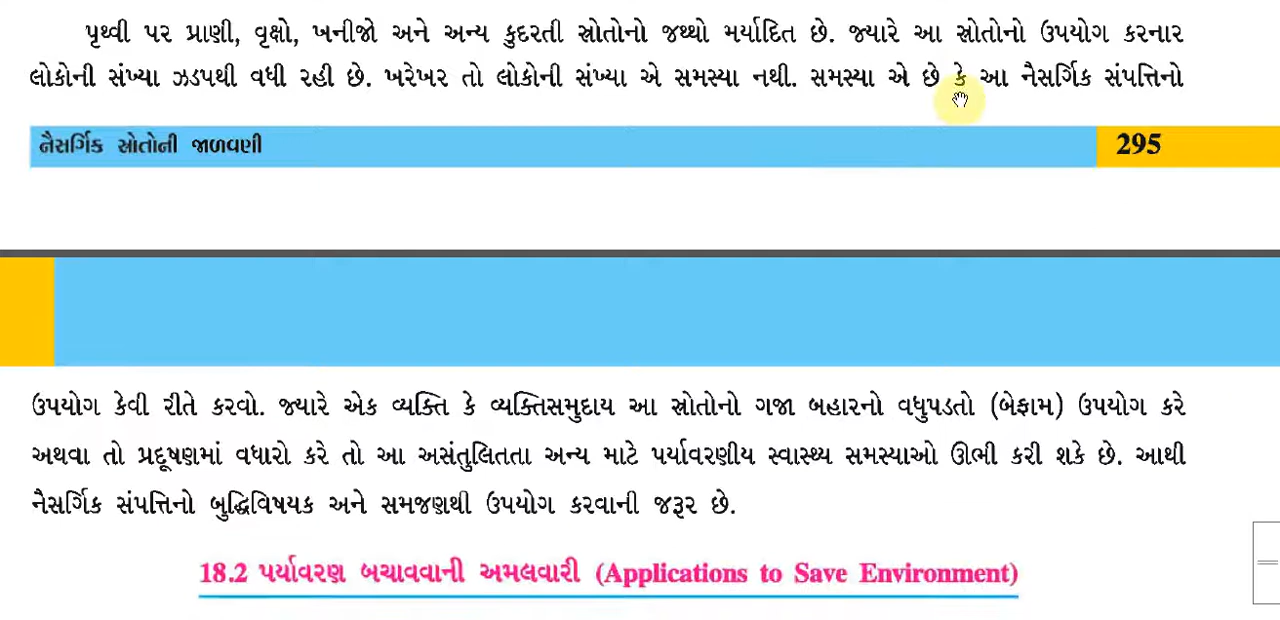 પૃથ્વી પર પ્રાણી, વૃક્ષો, ખનીજો અને અન્ય કુદરતી સ્રોતોનો જથ્થો મર્યાદિત છે. જ્યારે આ સ્રોતોનો ઉપયોગ કરનાર
લોકોની સંખ્યા ઝડપથી વધી રહી છે. ખરેખર તો લોકોની સંખ્યા એ સમસ્યા નથી. સમસ્યા એ છે કે આ નૈસર્ગિક સંપત્તિનો
નૈસર્ગિક સ્રોતોની જાળવણી 295
ઉપયોગ કેવી રીતે કરવો. જ્યારે એક વ્યક્તિ કે વ્યક્તિસમુદાય આ સ્રોતોનો ગજા બહારનો વધુપડતો (બેફામ) ઉપયોગ કરે
અથવા તો પ્રદૂષણમાં વધારો કરે તો આ અસંતુલિતતા અન્ય માટે પર્યાવરણીય સ્વાસ્થ્ય સમસ્યાઓ ઊભી કરી શકે છે. આથી
નૈસર્ગિક સંપત્તિનો બુદ્ધિવિષયક અને સમજણથી ઉપયોગ કરવાની જરૂર છે.
18.2 પર્યાવરણ બચાવવાની અમલવારી (Applications to Save Environment)